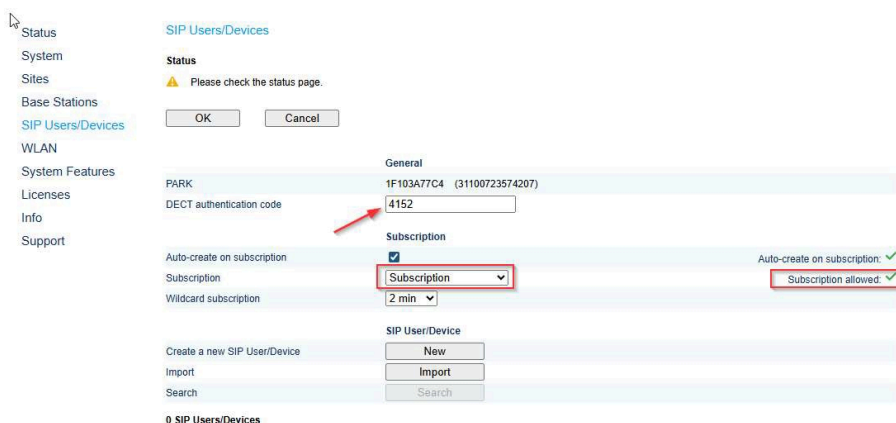 Status
System
Sites
Base Stations
SIP Users/Devices
WLAN
System Features
Licenses
Info
Support
SIP Users/Devices
Status
Please check the status page.
OK Cancel
General
PARK 1F103A77C4 (31100723574207)
DECT authentication code 4152
Subscription
Auto-create on subscription Auto-create on subscription:
Subscription Subscription Subscription allowed:
Wildcard subscription 2 min
SIP User/Device
Create a new SIP User/Device New
Import Import
Search Search
0 SIP Users/Devices